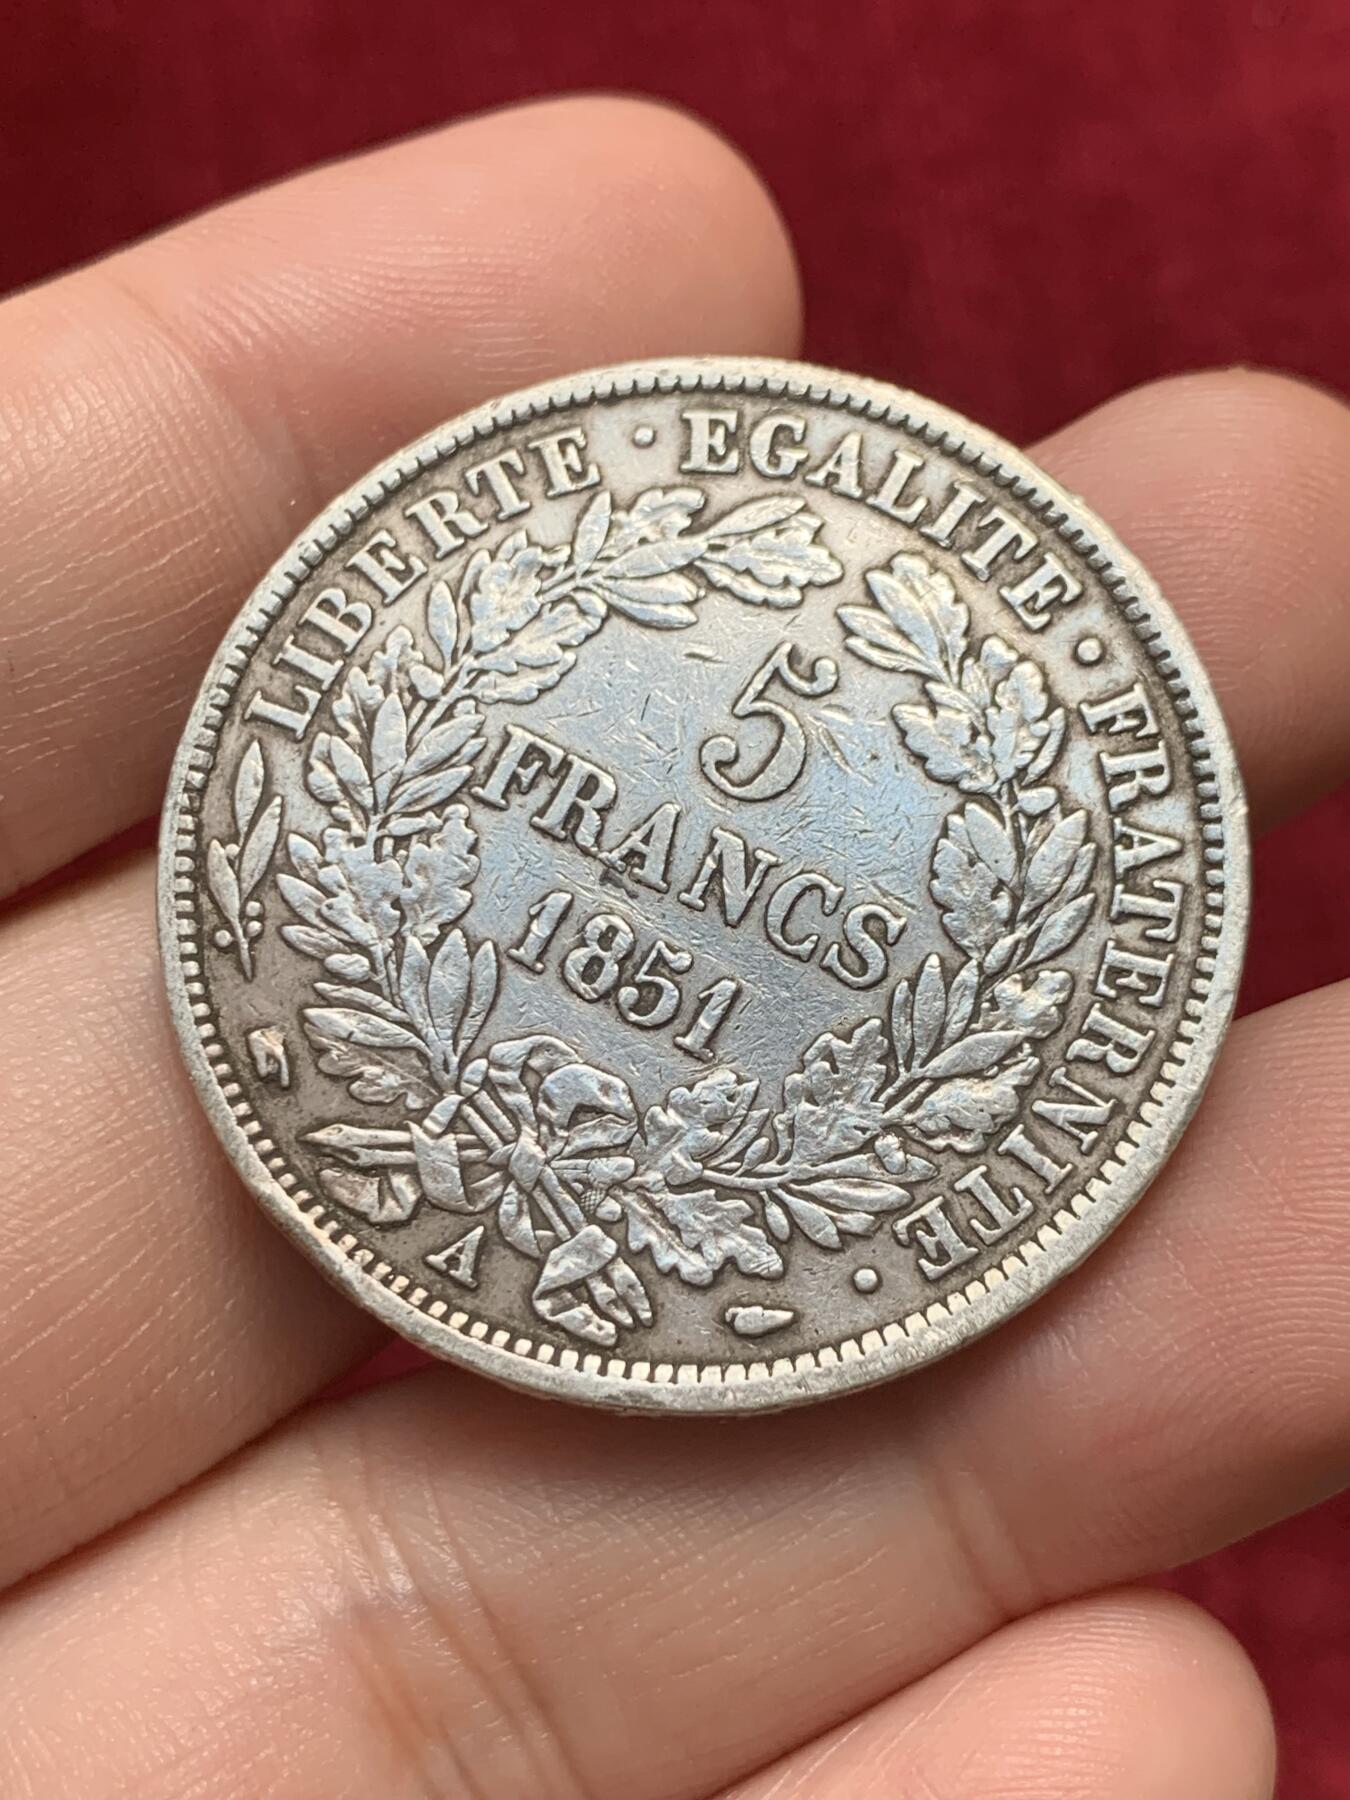 LIBERTE · EGALITE · FRATERNITE ·
5
FRANCS
1851
A